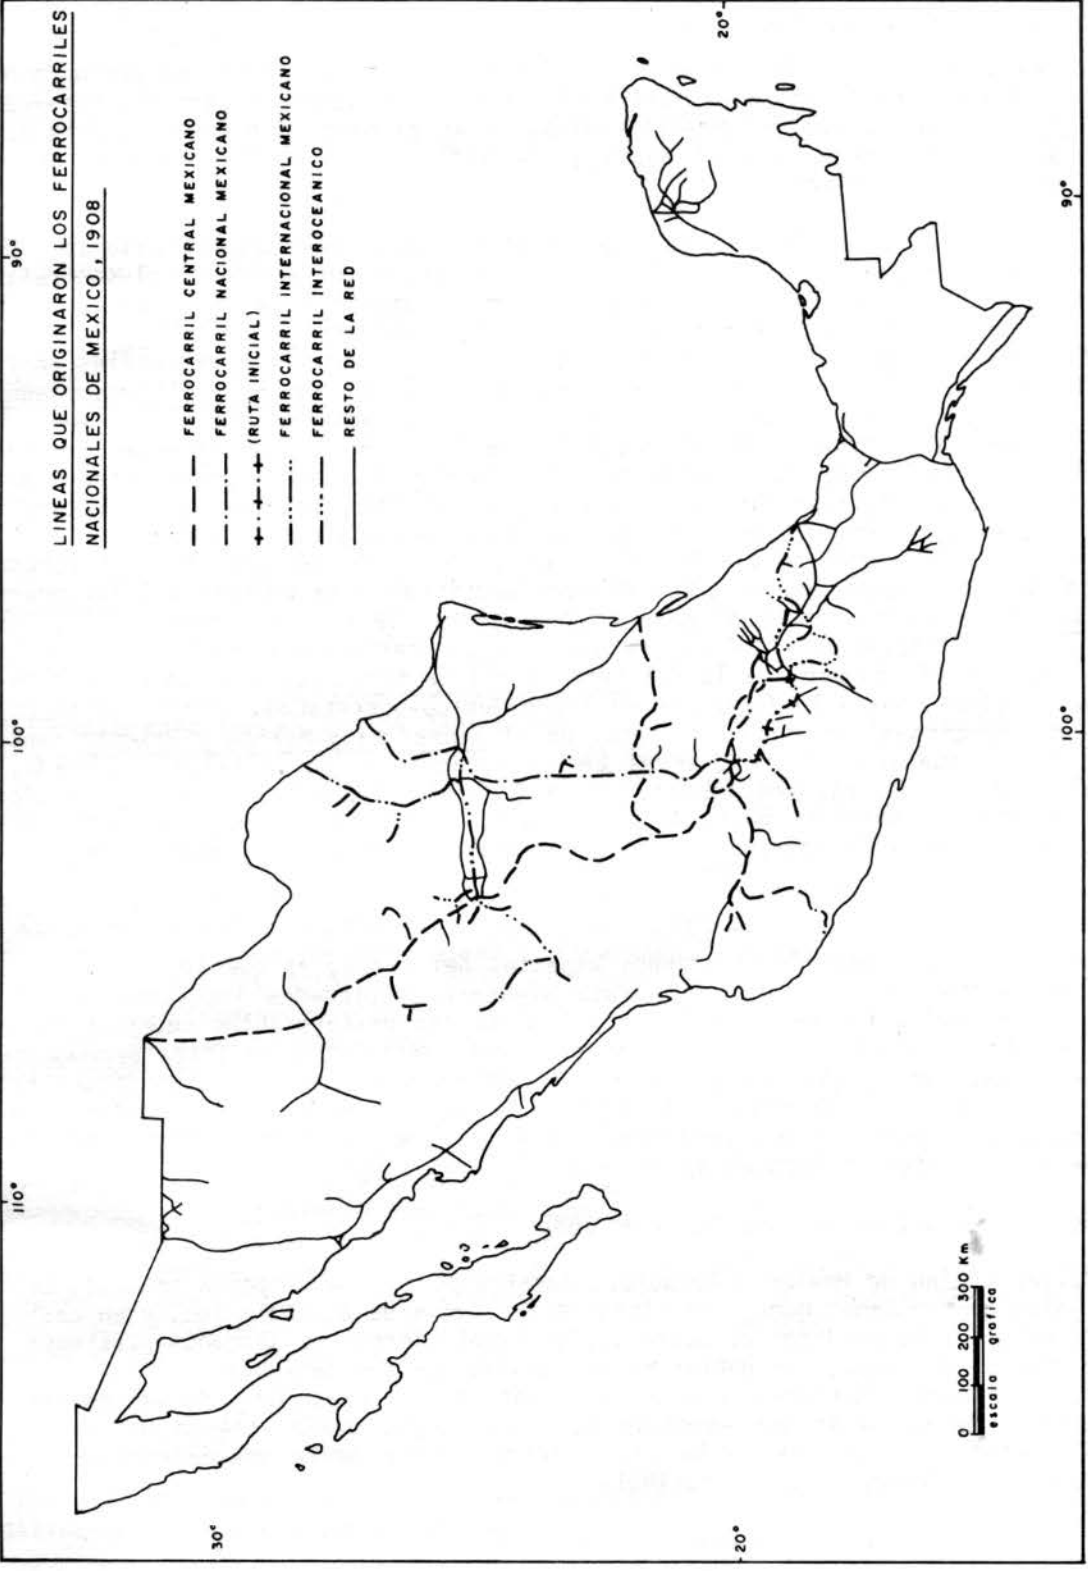 LINEAS QUE ORIGINARON LOS FERROCARRILES
NACIONALES DE MEXICO, 1908
FERROCARRIL CENTRAL MEXICANO
FERROCARRIL NACIONAL MEXICANO
(RUTA INICIAL)
FERROCARRIL INTERNACIONAL MEXICANO
FERROCARRIL INTEROCEANICO
RESTO DE LA RED
110°
100°
90°
30°
20°
20°
100°
90°
0 100 200 300 Km
escala grafica